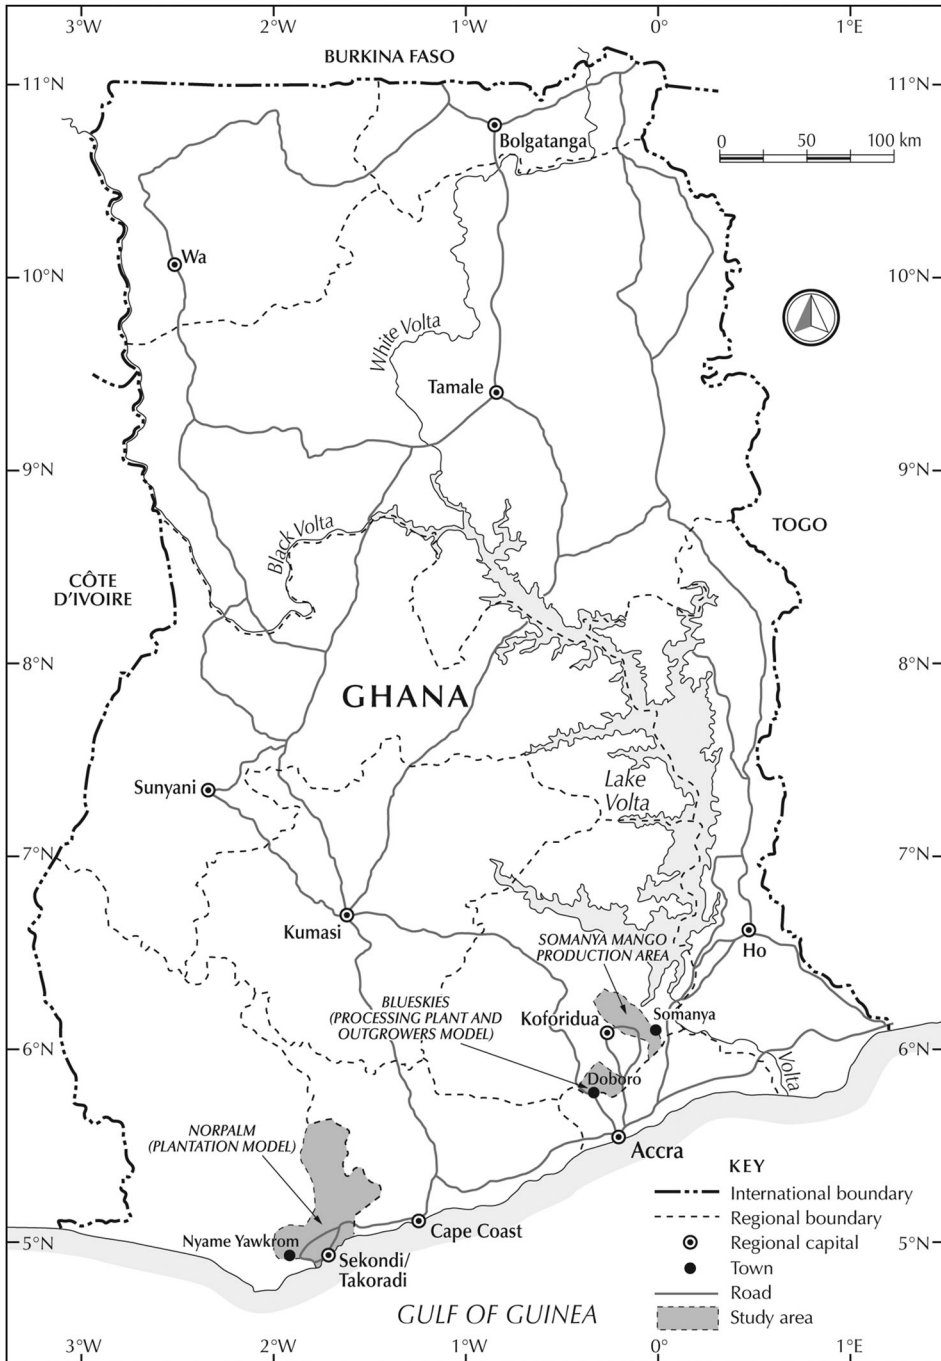 3°W 2°W 1°W 0° 1°E
BURKINA FASO
11°N 11°N
0 50 100 km
Bolgatanga
Wa
10°N 10°N
White Volta
Tamale
9°N 9°N
Black Volta
TOGO
CÔTE
D'IVOIRE
8°N 8°N
GHANA
Sunyani
Lake
Volta
7°N 7°N
Kumasi
SOMANYA MANGO
PRODUCTION AREA
Ho
BLUESKIES
(PROCESSING PLANT AND
OUTGROWERS MODEL)
Koforidua
Somanya
6°N 6°N
Doboro
Volta
NORPALM
(PLANTATION MODEL)
Accra
KEY
International boundary
Regional boundary
Regional capital
Town
Road
Study area
Cape Coast
5°N 5°N
Nyame Yawkrom
Sekondi/
Takoradi
GULF OF GUINEA
3°W 2°W 1°W 0° 1°E